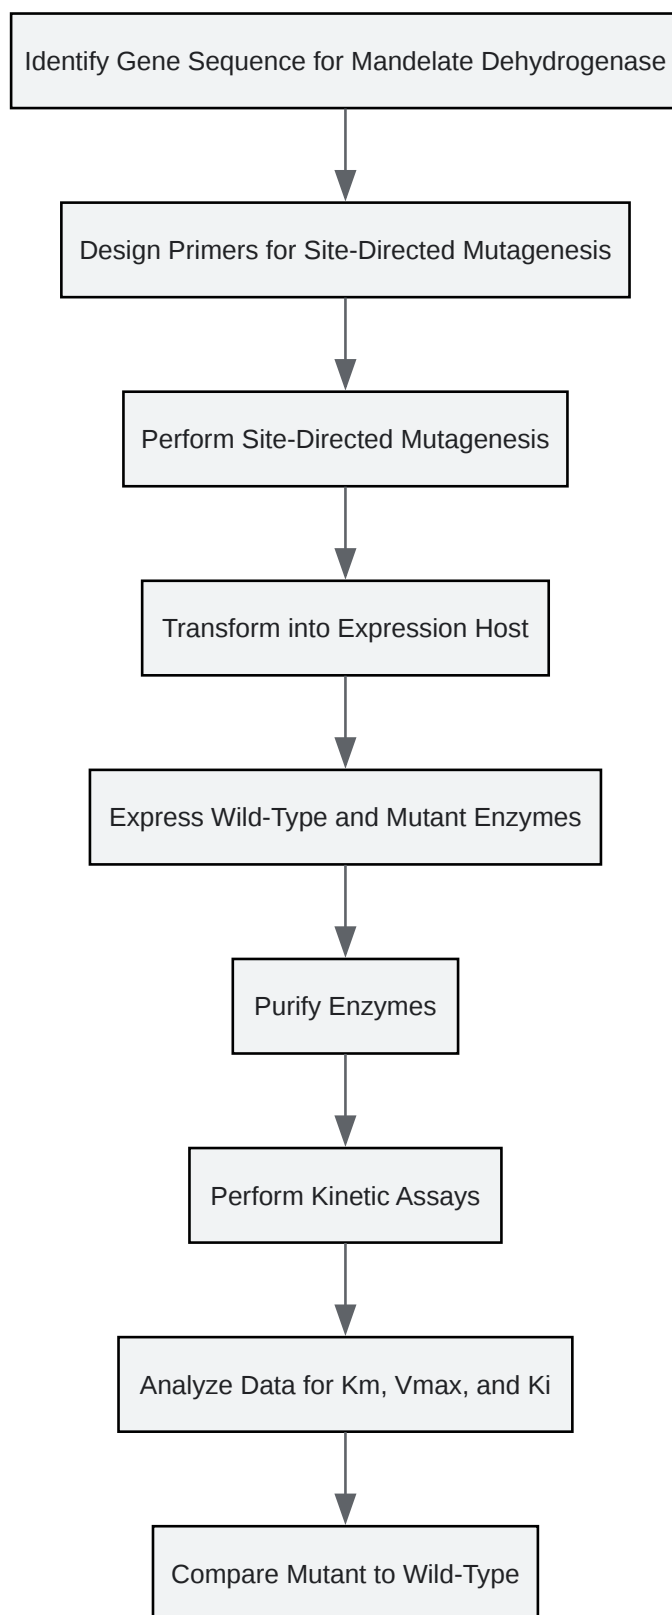 Identify Gene Sequence for Mandelate Dehydrogenase
Design Primers for Site-Directed Mutagenesis
Perform Site-Directed Mutagenesis
Transform into Expression Host
Express Wild-Type and Mutant Enzymes
Purify Enzymes
Perform Kinetic Assays
Analyze Data for Km, Vmax, and Ki
Compare Mutant to Wild-Type